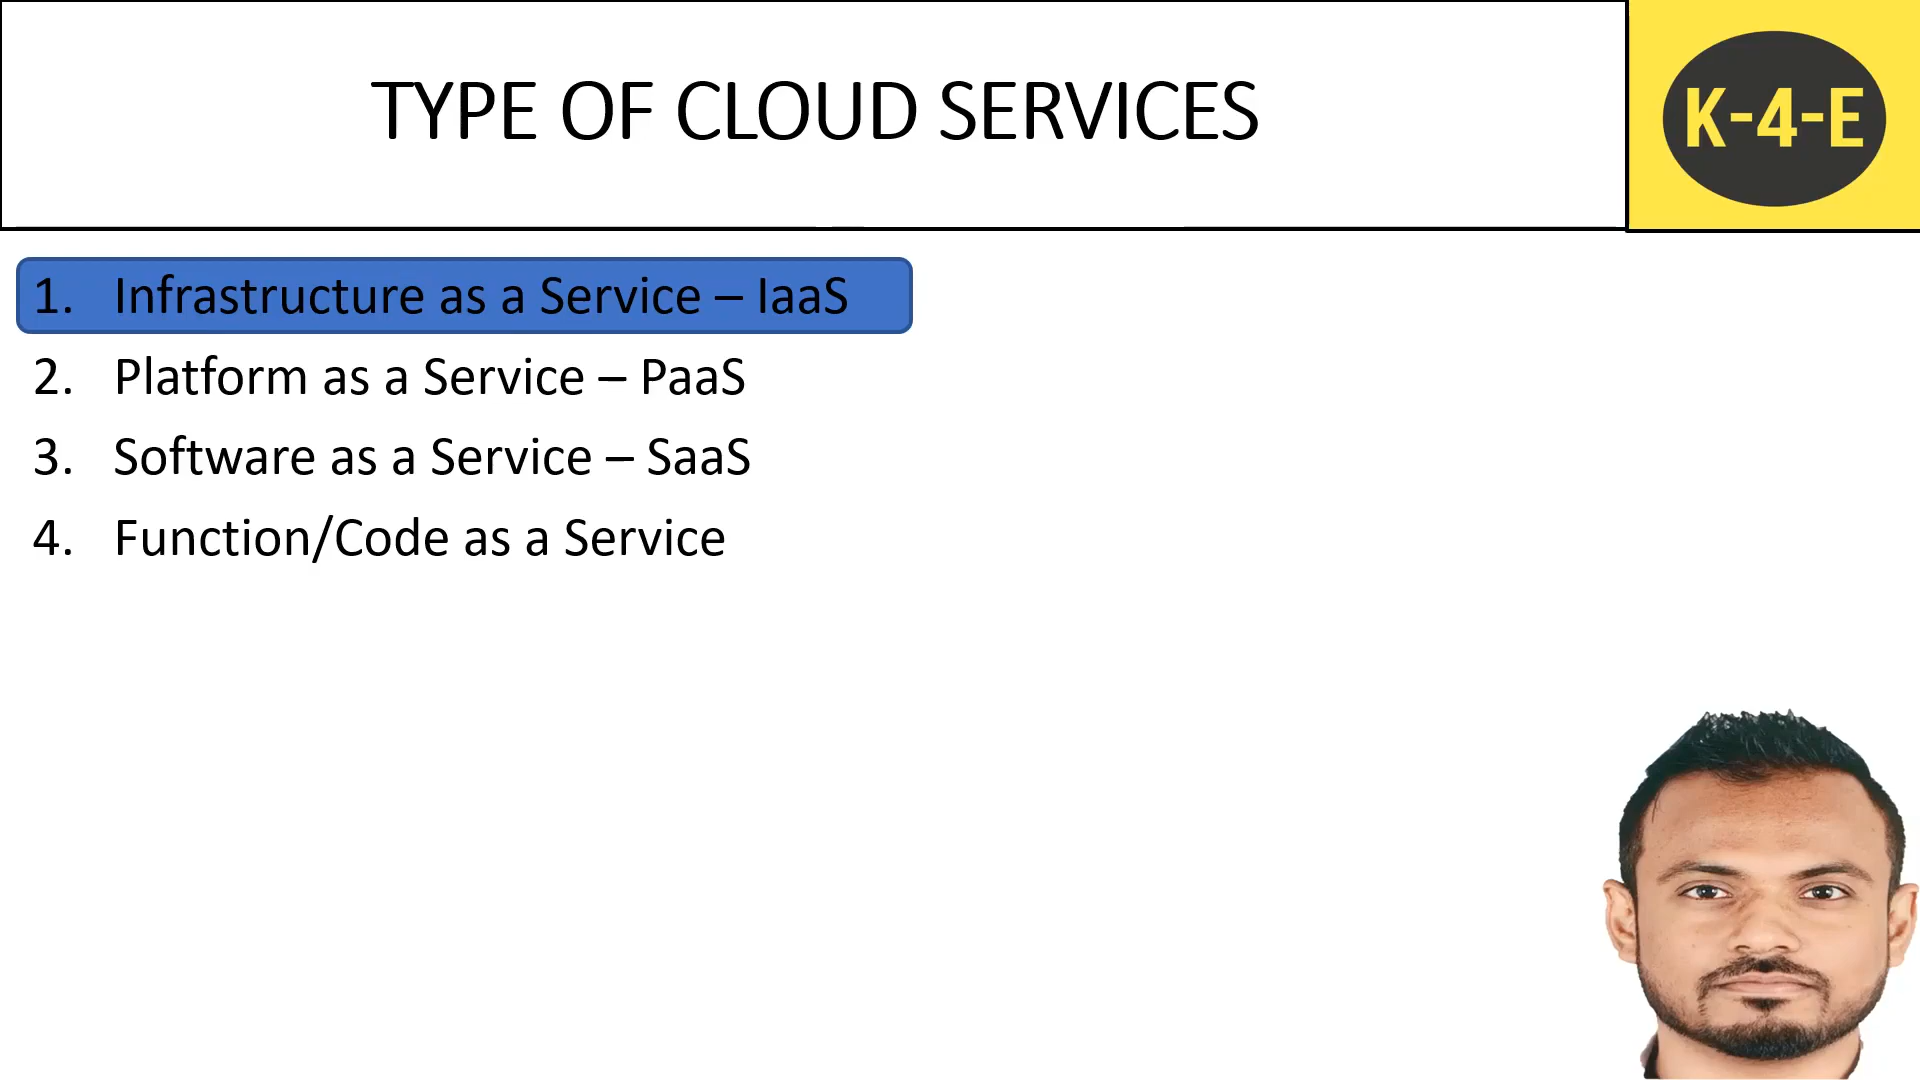 TYPE OF CLOUD SERVICES
K-4-E
1. Infrastructure as a Service – IaaS
2. Platform as a Service – PaaS
3. Software as a Service – SaaS
4. Function/Code as a Service